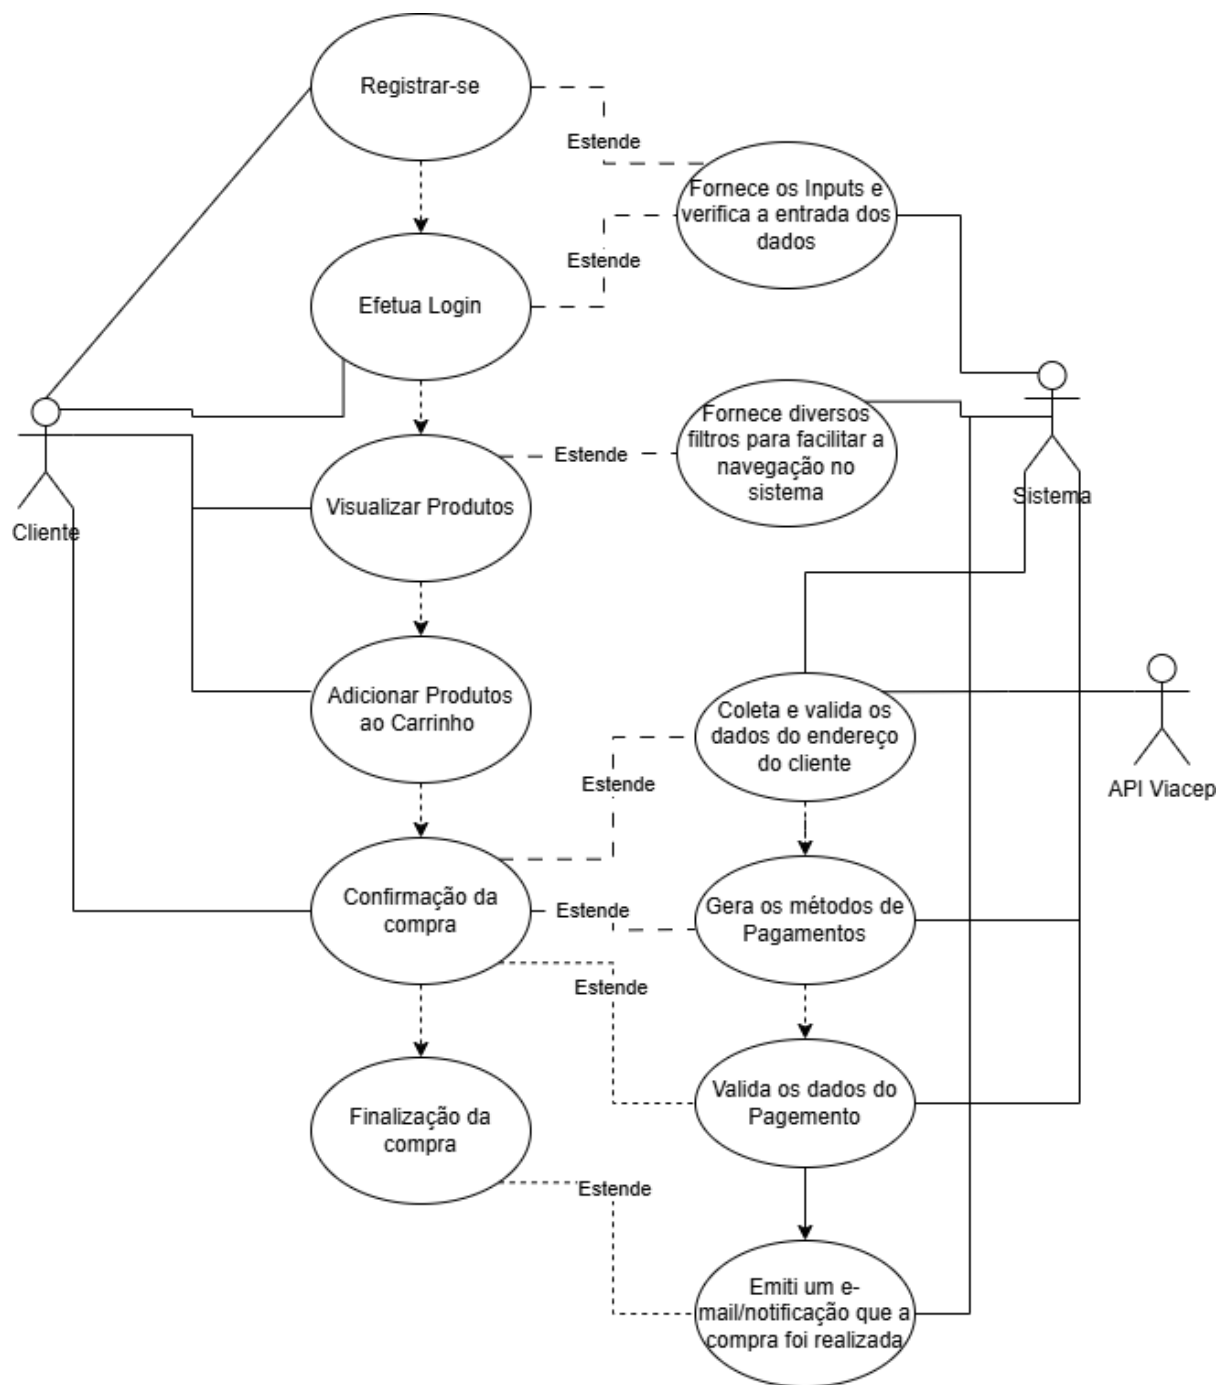 Registrar-se
Estende
Fornece os Inputs e
verifica a entrada dos
dados
Estende
Efetua Login
Fornece diversos
filtros para facilitar a
navegação no
sistema
Estende
Sistema
Visualizar Produtos
Cliente
Adicionar Produtos
ao Carrinho
Coleta e valida os
dados do endereço
do cliente
Estende
API Viacep
Confirmação da
compra
Estende
Gera os métodos de
Pagamentos
Estende
Valida os dados do
Pagemento
Finalização da
compra
Estende
Emiti um e-
mail/notificação que a
compra foi realizada